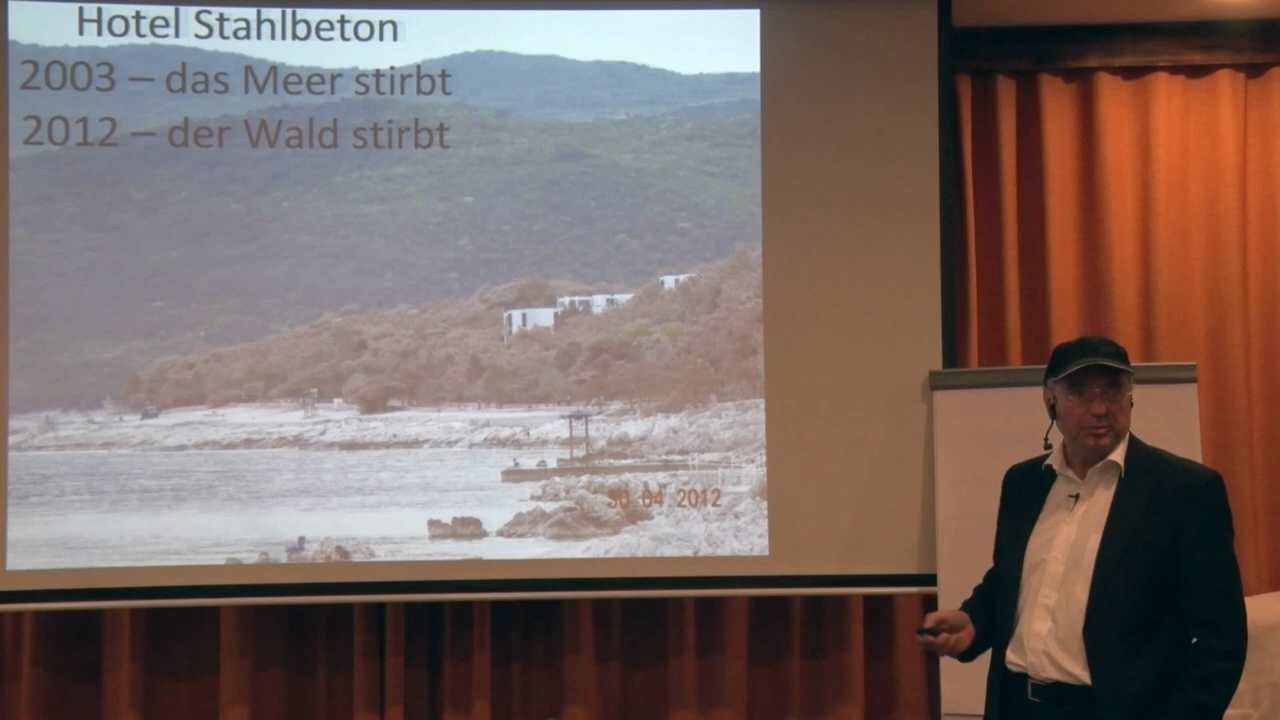 Hotel Stahlbeton
2003 – das Meer stirbt
2012 – der Wald stirbt
30 04 2012